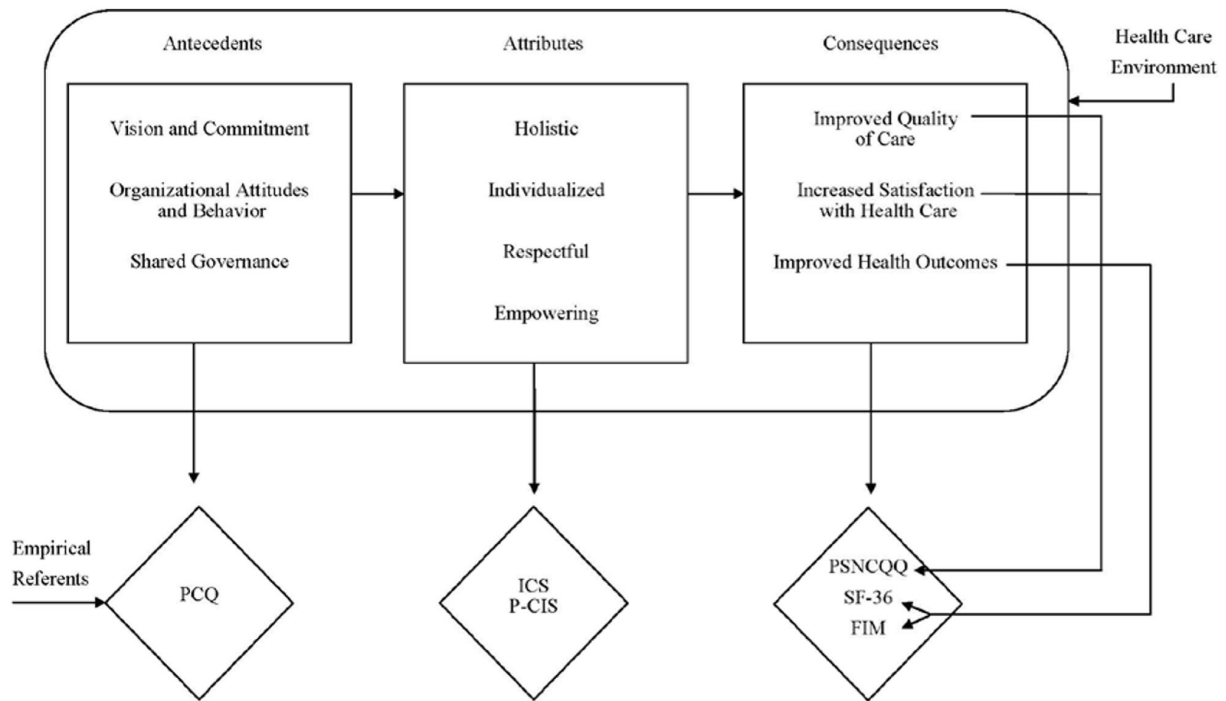 Antecedents
Attributes
Consequences
Health Care
Environment
Vision and Commitment
Organizational Attitudes
and Behavior
Shared Governance
Holistic
Individualized
Respectful
Empowering
Improved Quality
of Care
Increased Satisfaction
with Health Care
Improved Health Outcomes
Empirical
Referents
PCQ
ICS
P-CIS
PSNCQQ
SF-36
FIM